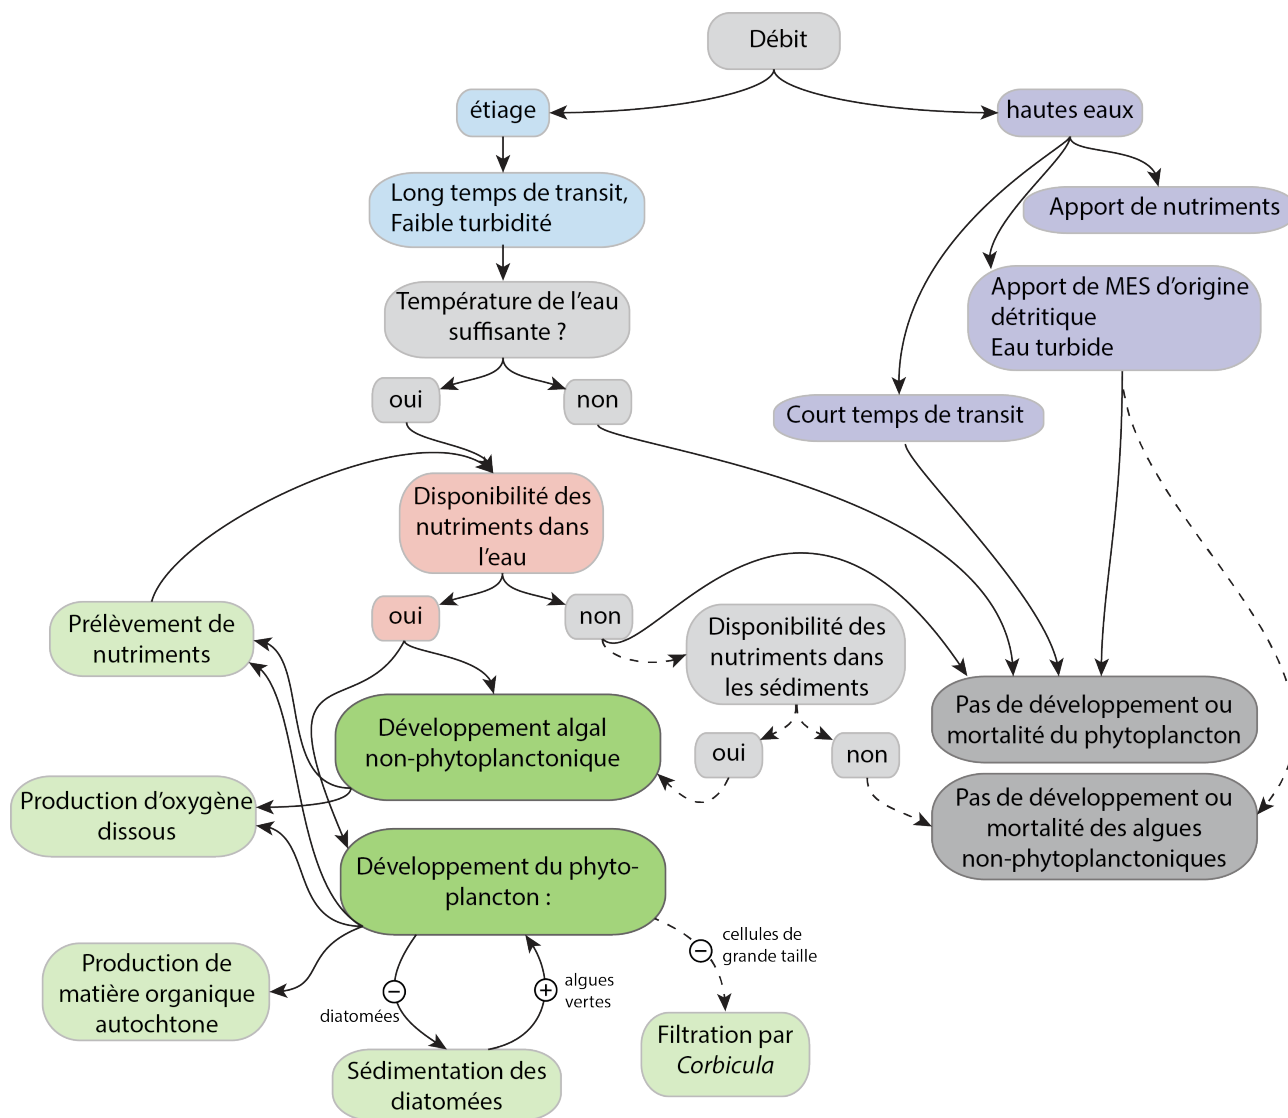 Débit
étiage
hautes eaux
Long temps de transit,
Faible turbidité
Apport de nutriments
Température de l'eau
suffisante ?
Apport de MES d'origine
détritique
Eau turbide
oui
non
Court temps de transit
Disponibilité des
nutriments dans
l'eau
oui
non
Prélèvement de
nutriments
Disponibilité des
nutriments dans
les sédiments
Développement algal
non-phytoplanctonique
oui
non
Pas de développement ou
mortalité du phytoplancton
Production d'oxygène
dissous
Pas de développement ou
mortalité des algues
non-phytoplanctoniques
Développement du phyto-
plancton :
cellules de
grande taille
−
Production de
matière organique
autochtone
−
diatomées
+
algues
vertes
Filtration par
Corbicula
Sédimentation des
diatomées